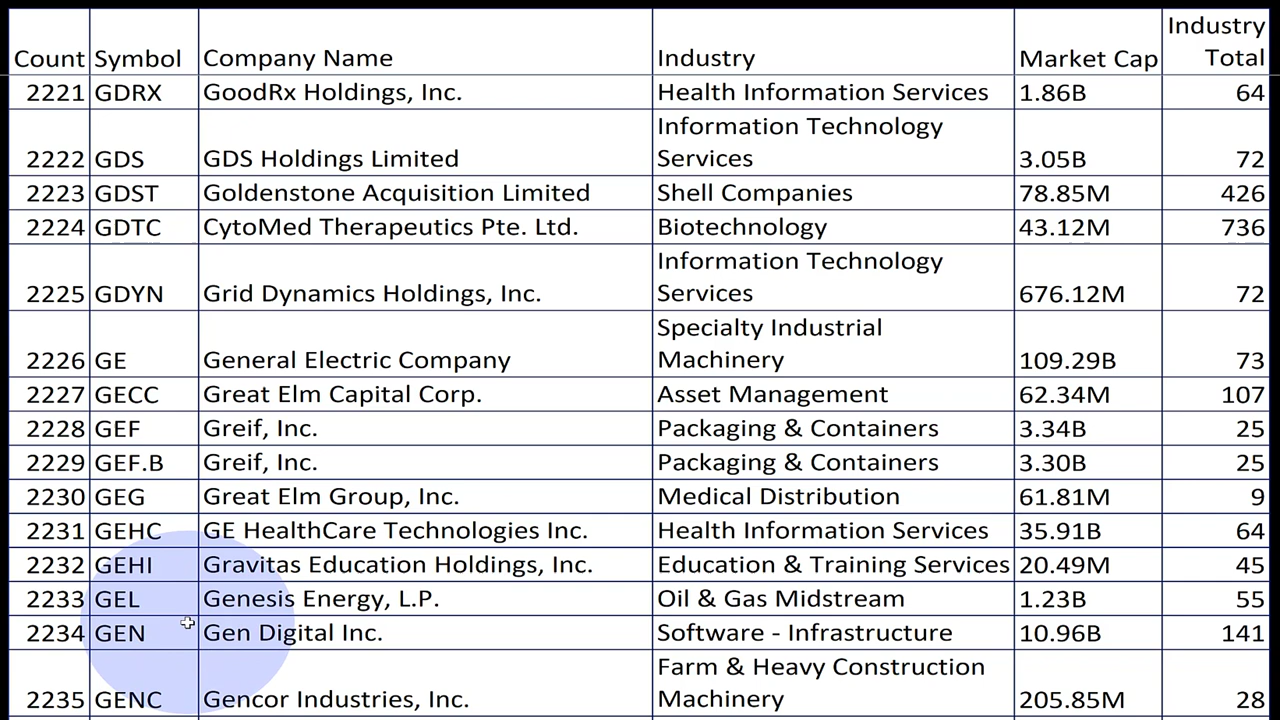 Count Symbol Company Name Industry Market Cap Industry Total
2221 GDRX GoodRx Holdings, Inc. Health Information Services 1.86B 64
2222 GDS GDS Holdings Limited Information Technology Services 3.05B 72
2223 GDST Goldenstone Acquisition Limited Shell Companies 78.85M 426
2224 GDTC CytoMed Therapeutics Pte. Ltd. Biotechnology 43.12M 736
2225 GDYN Grid Dynamics Holdings, Inc. Information Technology Services 676.12M 72
2226 GE General Electric Company Specialty Industrial Machinery 109.29B 73
2227 GECC Great Elm Capital Corp. Asset Management 62.34M 107
2228 GEF Greif, Inc. Packaging & Containers 3.34B 25
2229 GEF.B Greif, Inc. Packaging & Containers 3.30B 25
2230 GEG Great Elm Group, Inc. Medical Distribution 61.81M 9
2231 GEHC GE HealthCare Technologies Inc. Health Information Services 35.91B 64
2232 GEHI Gravitas Education Holdings, Inc. Education & Training Services 20.49M 45
2233 GEL Genesis Energy, L.P. Oil & Gas Midstream 1.23B 55
2234 GEN Gen Digital Inc. Software - Infrastructure 10.96B 141
2235 GENC Gencor Industries, Inc. Farm & Heavy Construction Machinery 205.85M 28